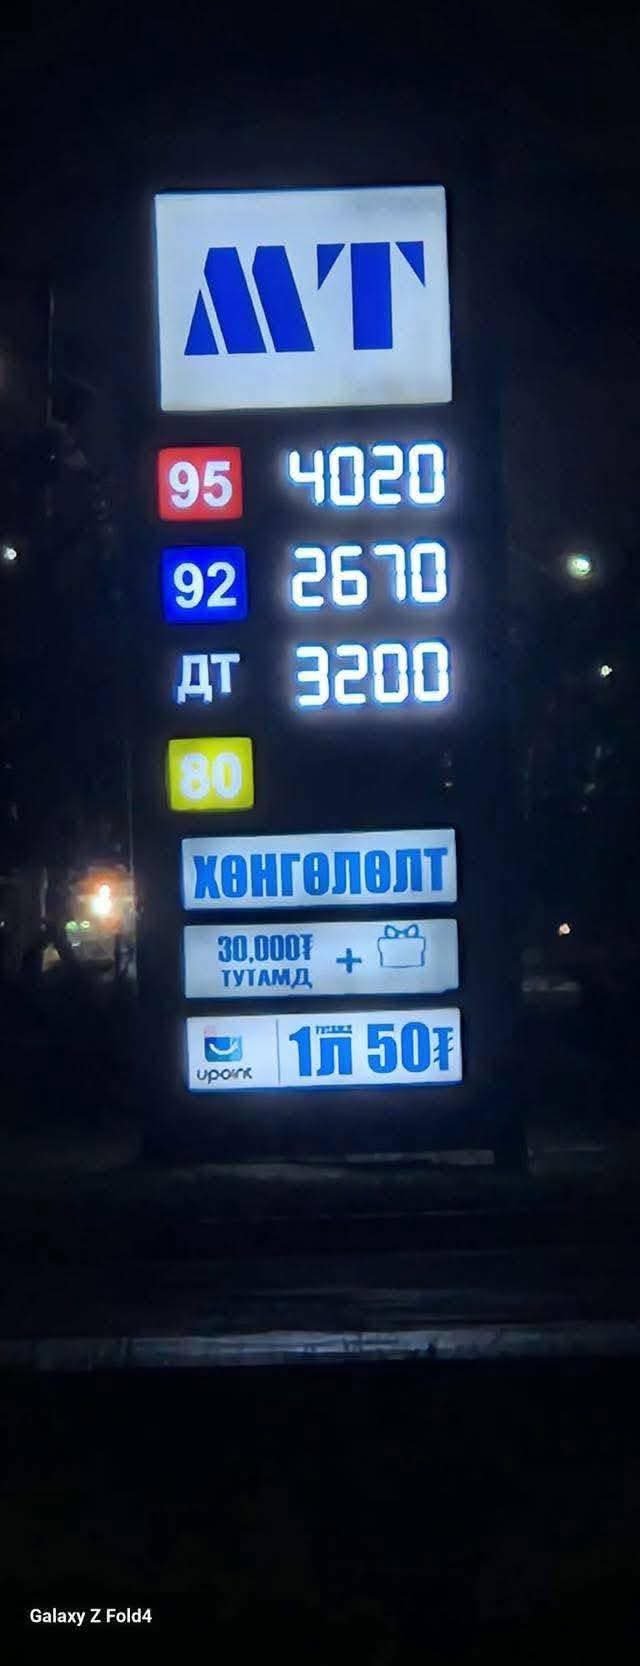 МТ
95 4020
92 2670
ДТ 3200
80
ХӨНГӨЛӨЛТ
30,000₮ +
ТУТАМД
upoint
1л 50₮
Galaxy Z Fold4